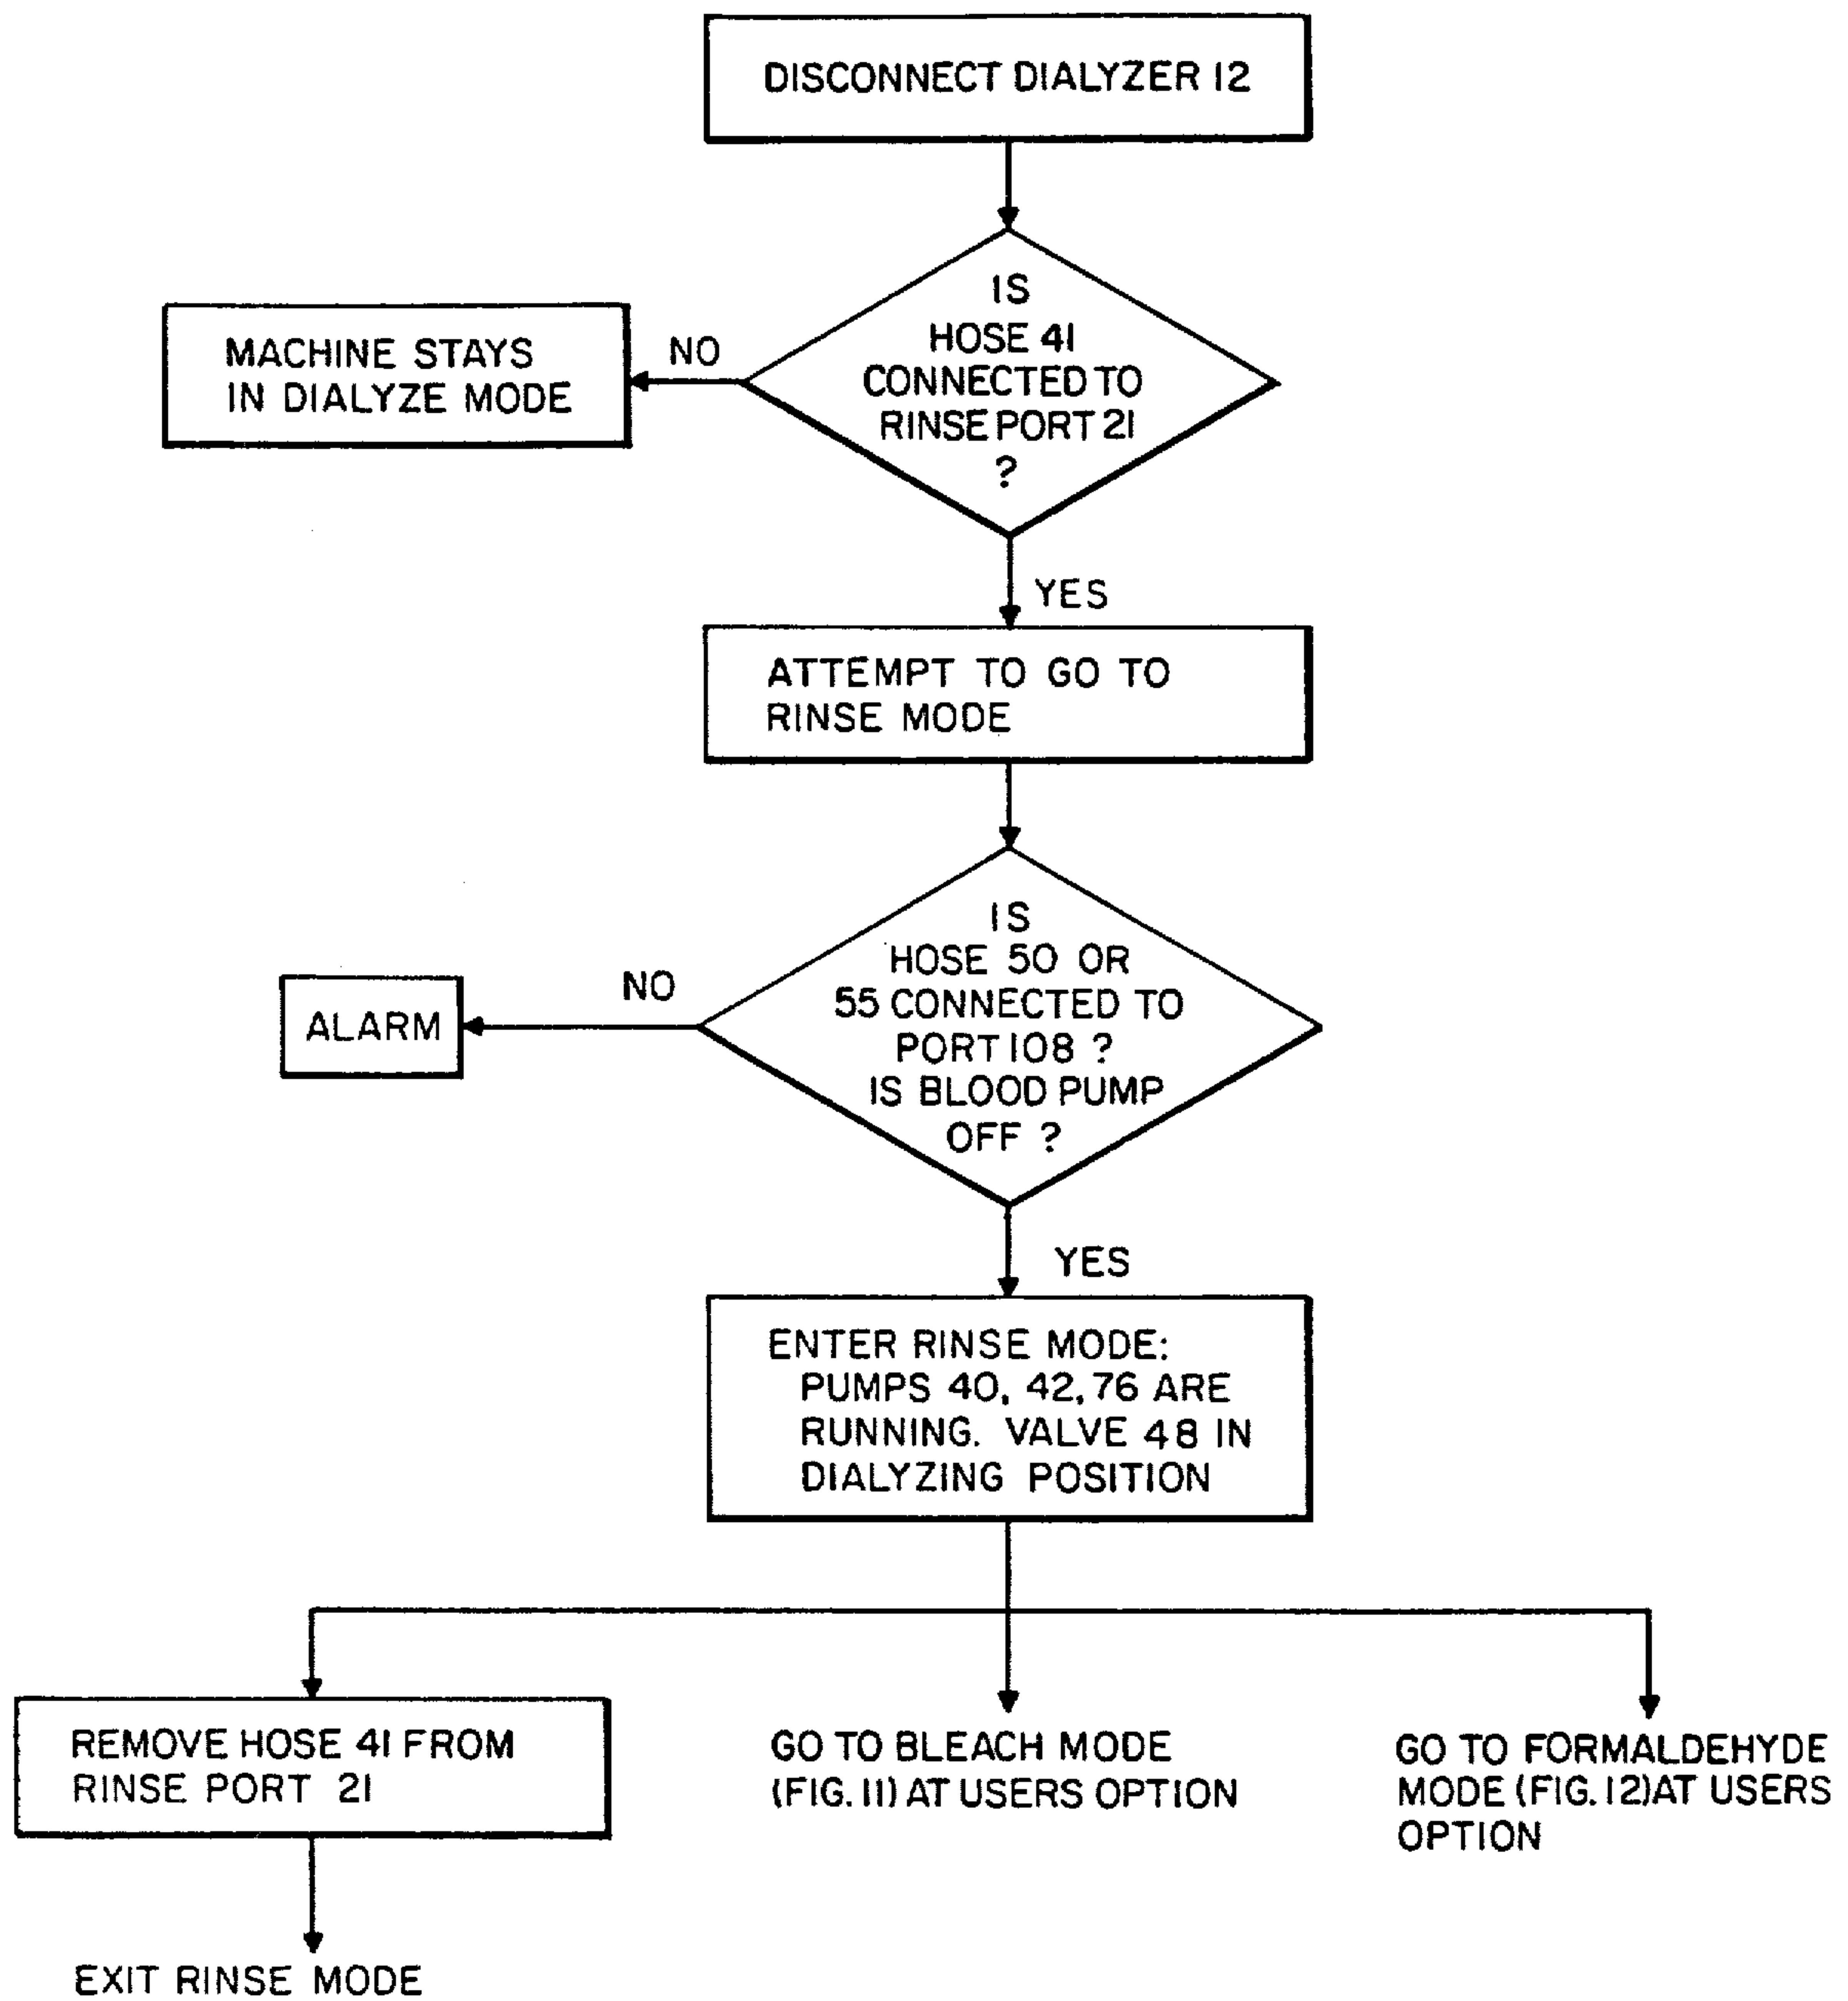 DISCONNECT DIALYZER 12
IS
HOSE 41
CONNECTED TO
RINSE PORT 21
?
NO
MACHINE STAYS
IN DIALYZE MODE
YES
ATTEMPT TO GO TO
RINSE MODE
IS
HOSE 50 OR
55 CONNECTED TO
PORT 108 ?
IS BLOOD PUMP
OFF ?
NO
ALARM
YES
ENTER RINSE MODE:
PUMPS 40, 42, 76 ARE
RUNNING. VALVE 48 IN
DIALYZING POSITION
REMOVE HOSE 41 FROM
RINSE PORT 21
GO TO BLEACH MODE
(FIG. 11) AT USERS OPTION
GO TO FORMALDEHYDE
MODE (FIG. 12) AT USERS
OPTION
EXIT RINSE MODE